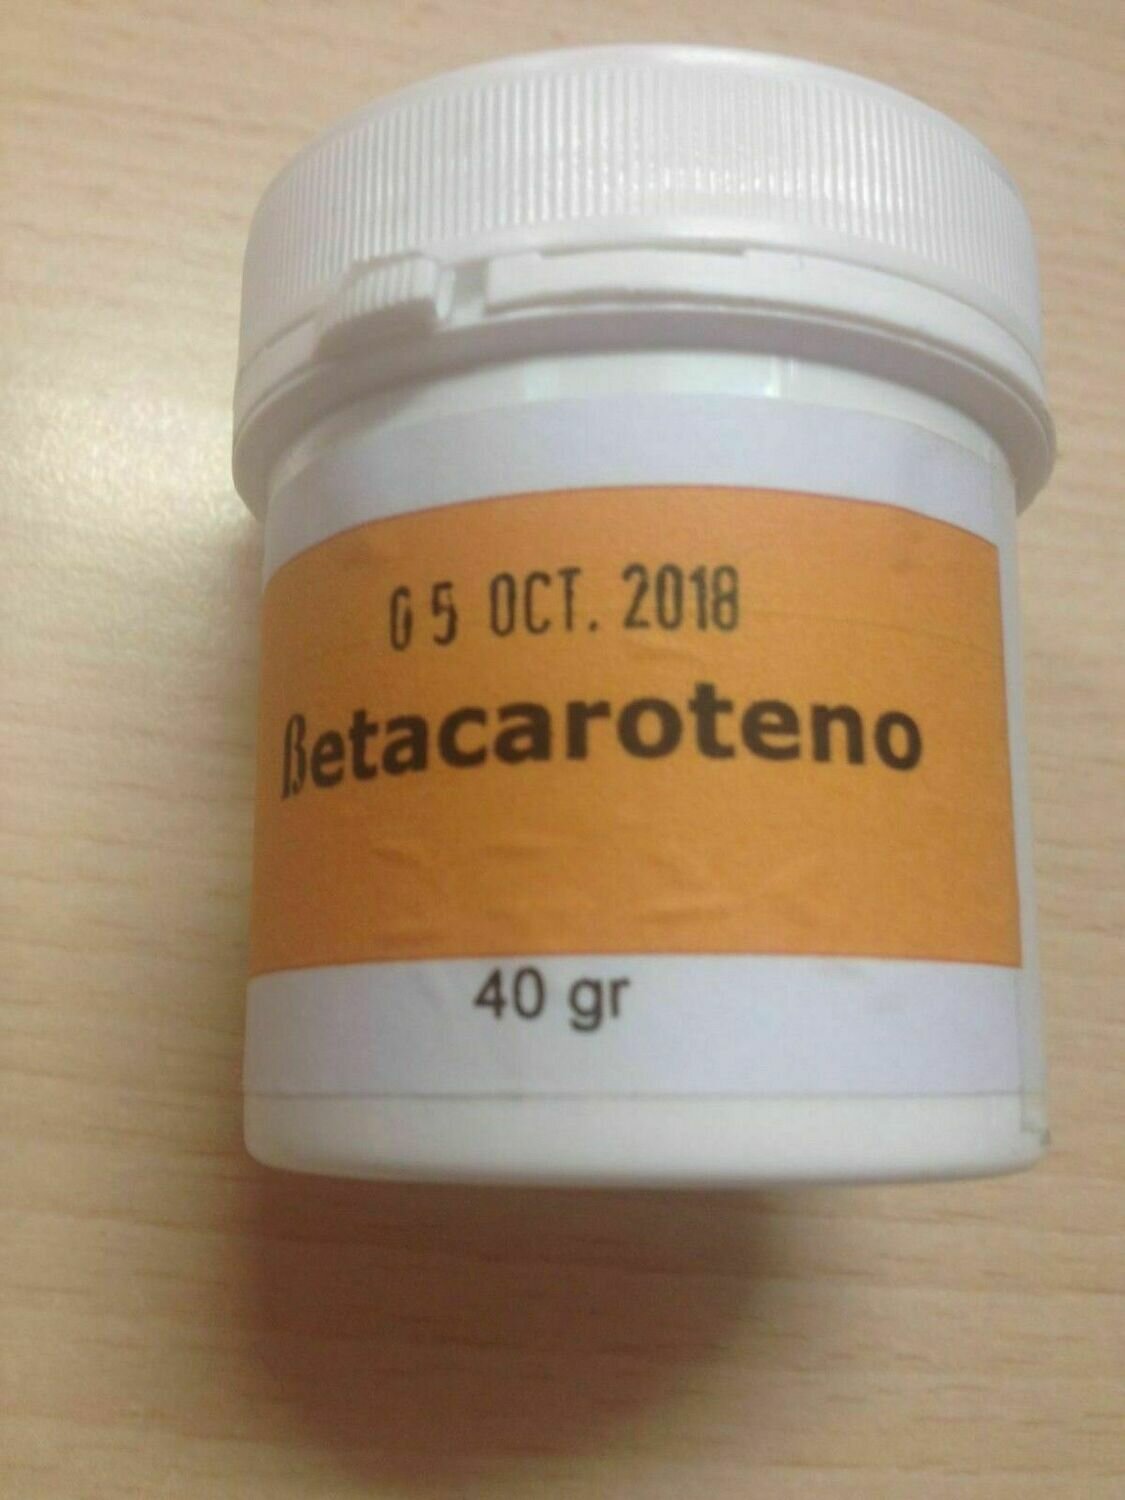 05 OCT. 2018
ßetacaroteno
40 gr